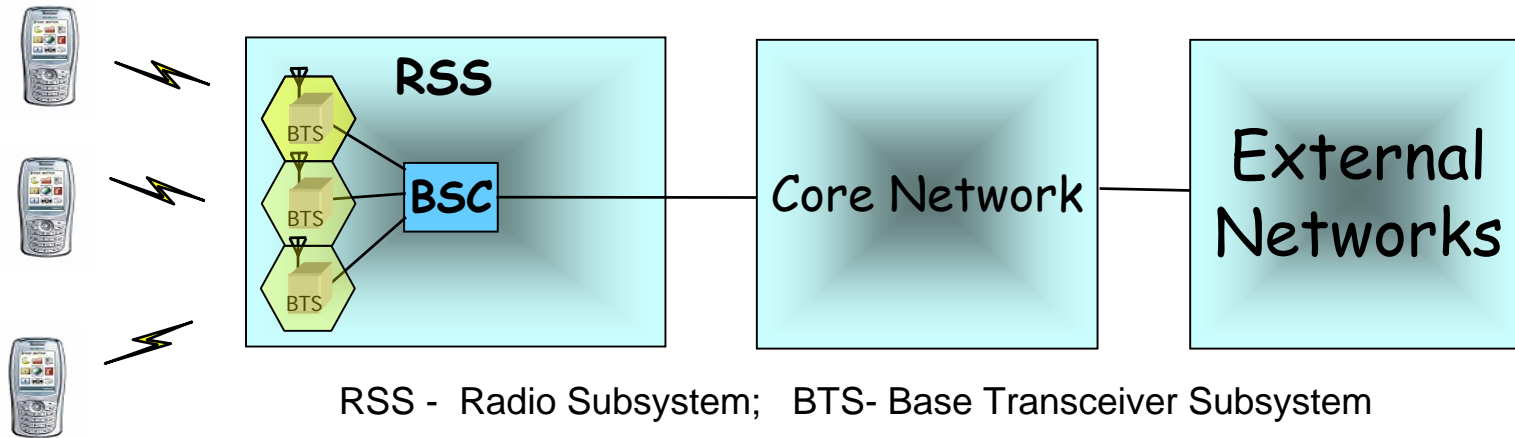 RSS
BTS
BTS
BTS
BSC
Core Network
External
Networks
RSS - Radio Subsystem; BTS- Base Transceiver Subsystem